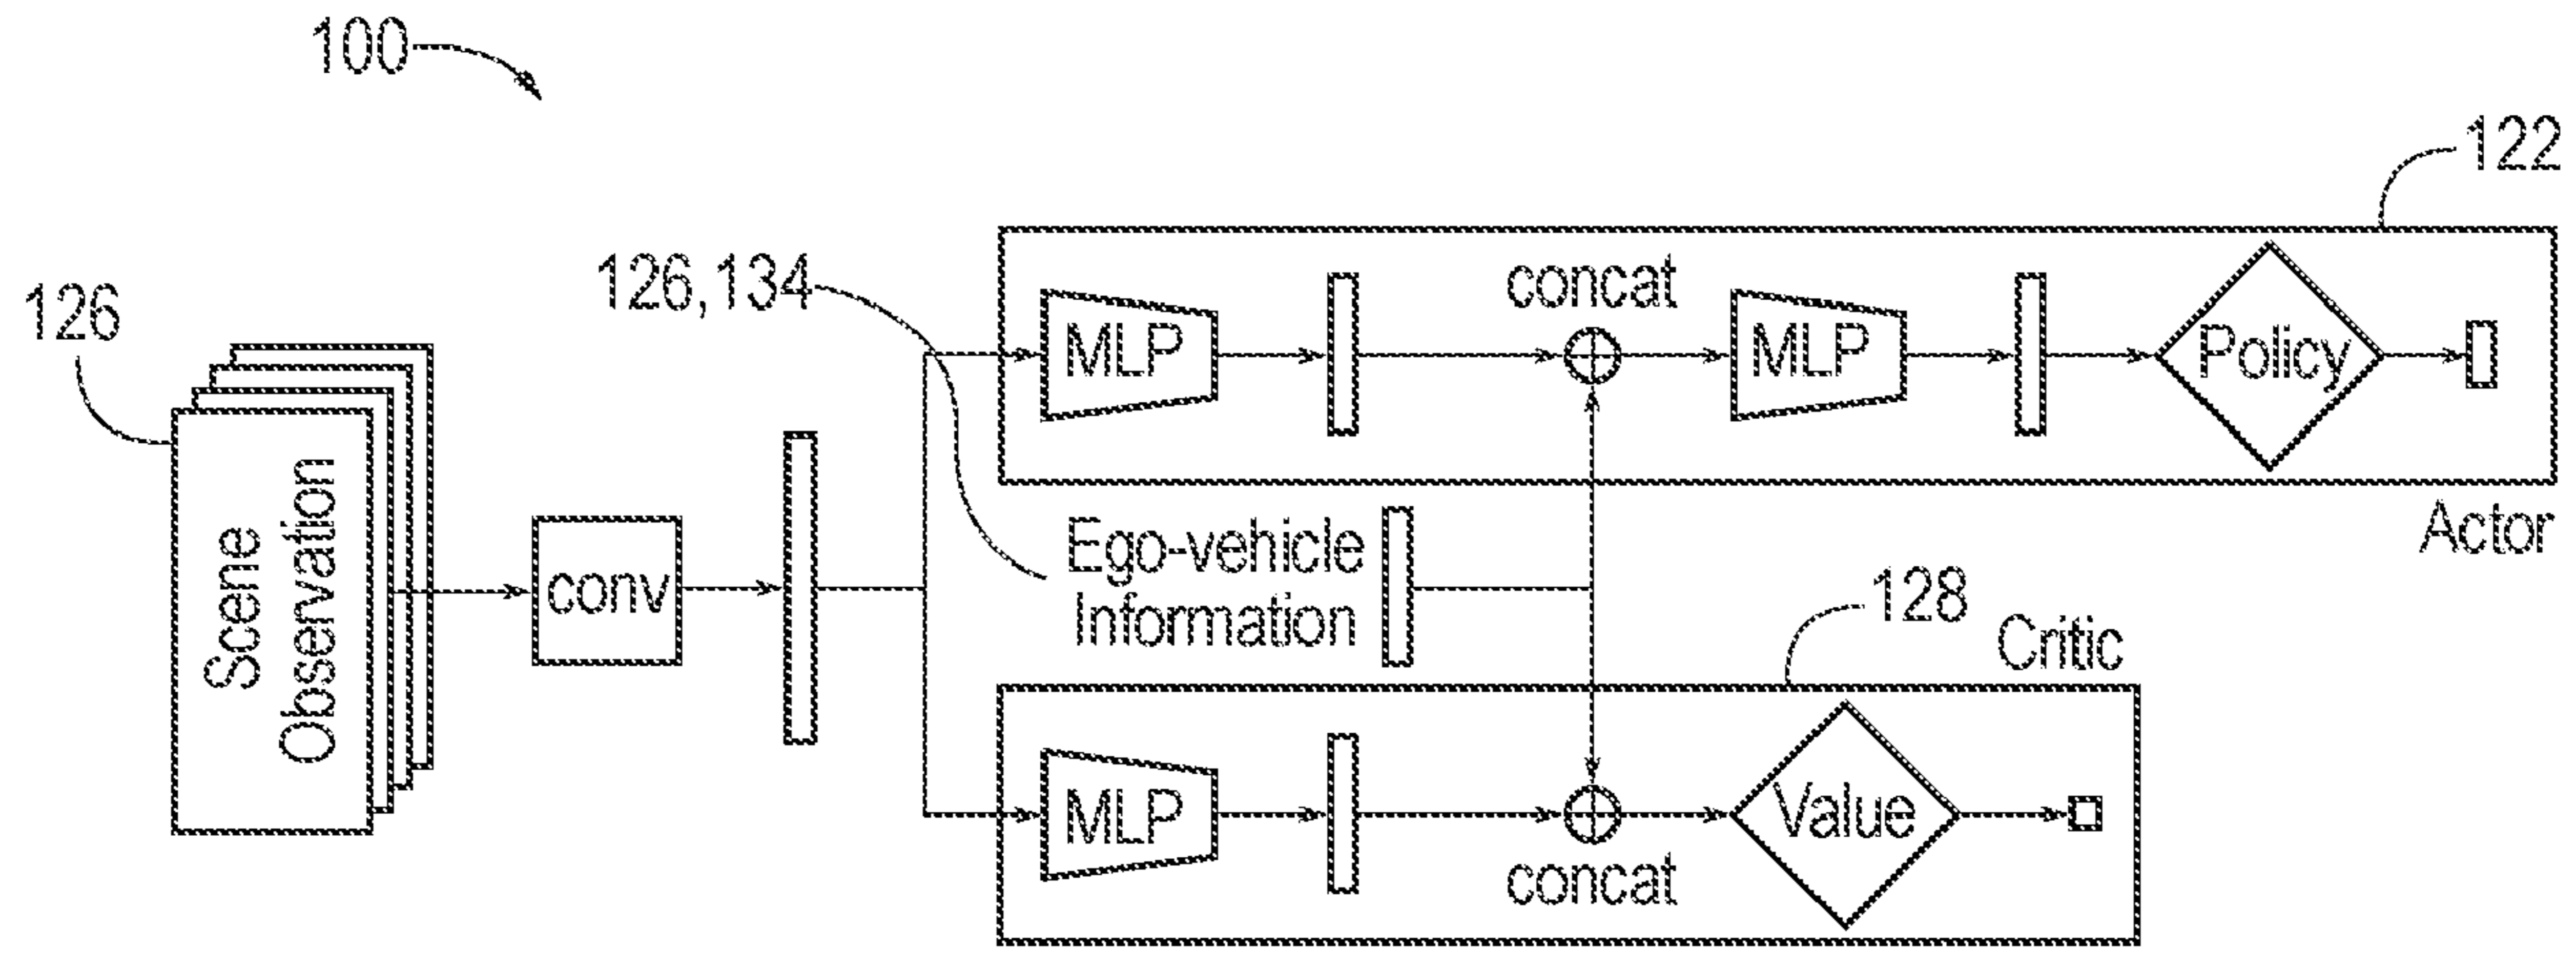 100
122
126
126,134
MLP
concat
MLP
Policy
Actor
Scene
Observation
conv
Ego-vehicle
Information
128
Critic
MLP
concat
Value